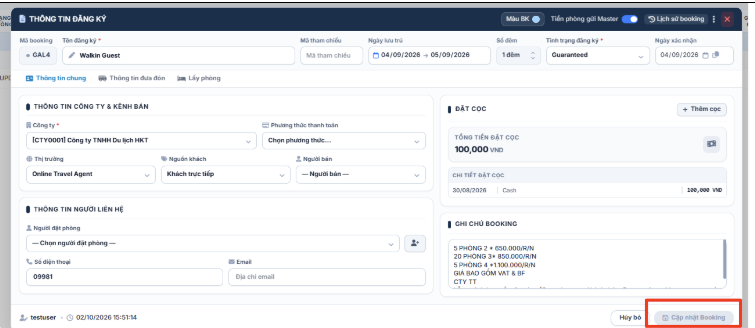 THÔNG TIN ĐĂNG KÝ
Màu BK
Tiền phòng gửi Master
Lịch sử booking
Mã booking
Tên đăng ký *
Mã tham chiếu
Ngày lưu trú
Số đêm
Tình trạng đăng ký *
Ngày xác nhận
GAL4
Walkin Guest
Mã tham chiếu
04/09/2026 → 05/09/2026
1 đêm
Guaranteed
04/09/2026
Thông tin chung
Thông tin đưa đón
Lấy phòng
THÔNG TIN CÔNG TY & KÊNH BÁN
Công ty *
Phương thức thanh toán
[CTY0001] Công ty TNHH Du lịch HKT
Chọn phương thức...
Thị trường
Nguồn khách
Người bán
Online Travel Agent
Khách trực tiếp
— Người bán —
THÔNG TIN NGƯỜI LIÊN HỆ
Người đặt phòng
— Chọn người đặt phòng —
Số điện thoại
Email
09981
Địa chỉ email
ĐẶT CỌC
+ Thêm cọc
TỔNG TIỀN ĐẶT CỌC
100,000 VND
CHI TIẾT ĐẶT CỌC
30/08/2026
Cash
100,000 VND
GHI CHÚ BOOKING
5 PHÒNG 2 * 650.000/R/N
20 PHÒNG 3* 850.000/R/N
5 PHÒNG 4 *1.100.000/R/N
GIÁ BAO GỒM VAT & BF
CTY TT
testuser
02/10/2026 15:51:14
Hủy bỏ
Cập nhật Booking